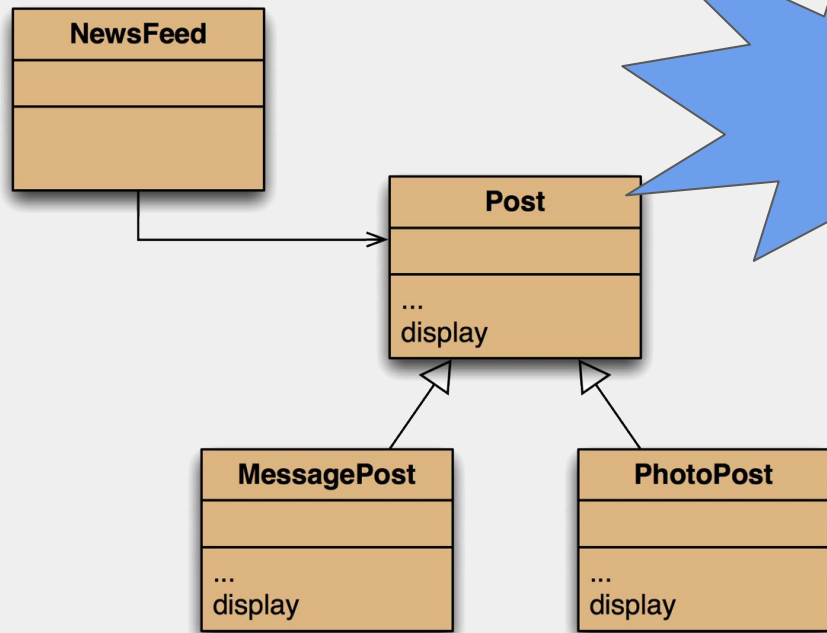 NewsFeed
Post
...
display
MessagePost
PhotoPost
...
display
...
display